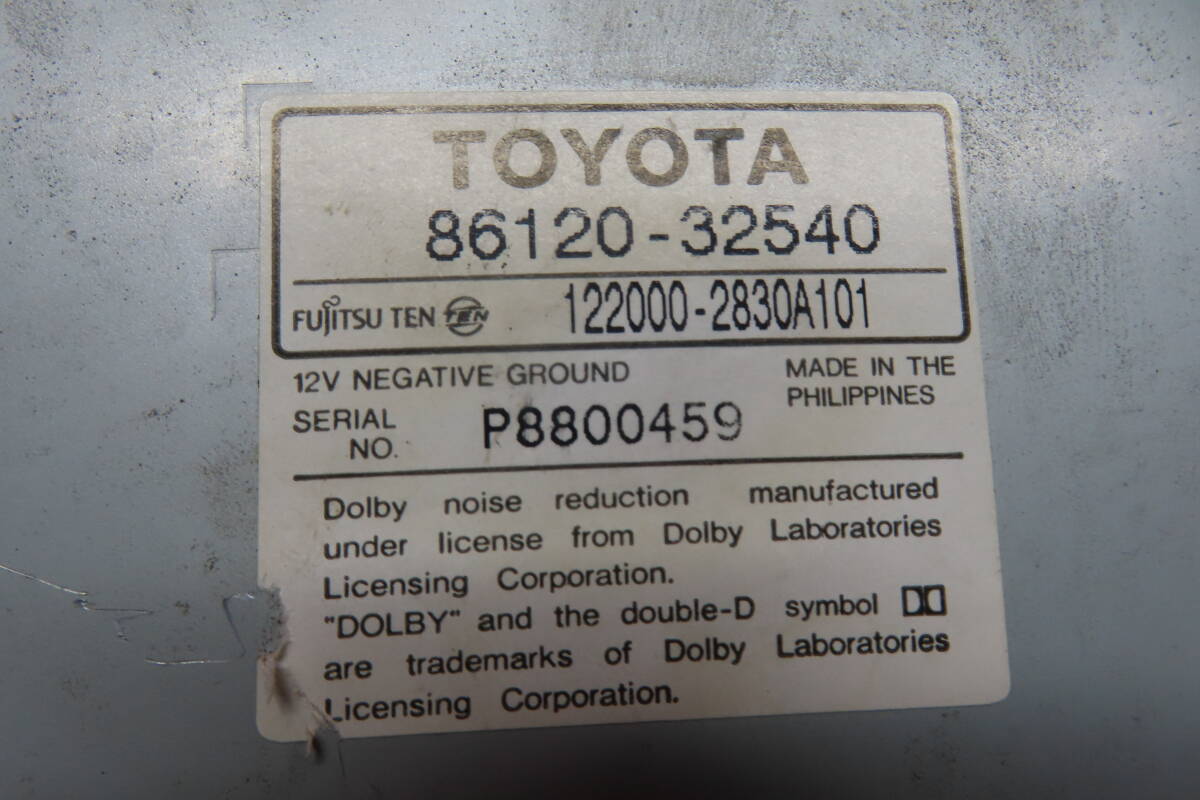 TOYOTA
86120-32540
FUJITSU TEN TEN 122000-2830A101
12V NEGATIVE GROUND MADE IN THE
PHILIPPINES
SERIAL
NO. P8800459
Dolby noise reduction manufactured
under license from Dolby Laboratories
Licensing Corporation.
"DOLBY" and the double-D symbol
are trademarks of Dolby Laboratories
Licensing Corporation.